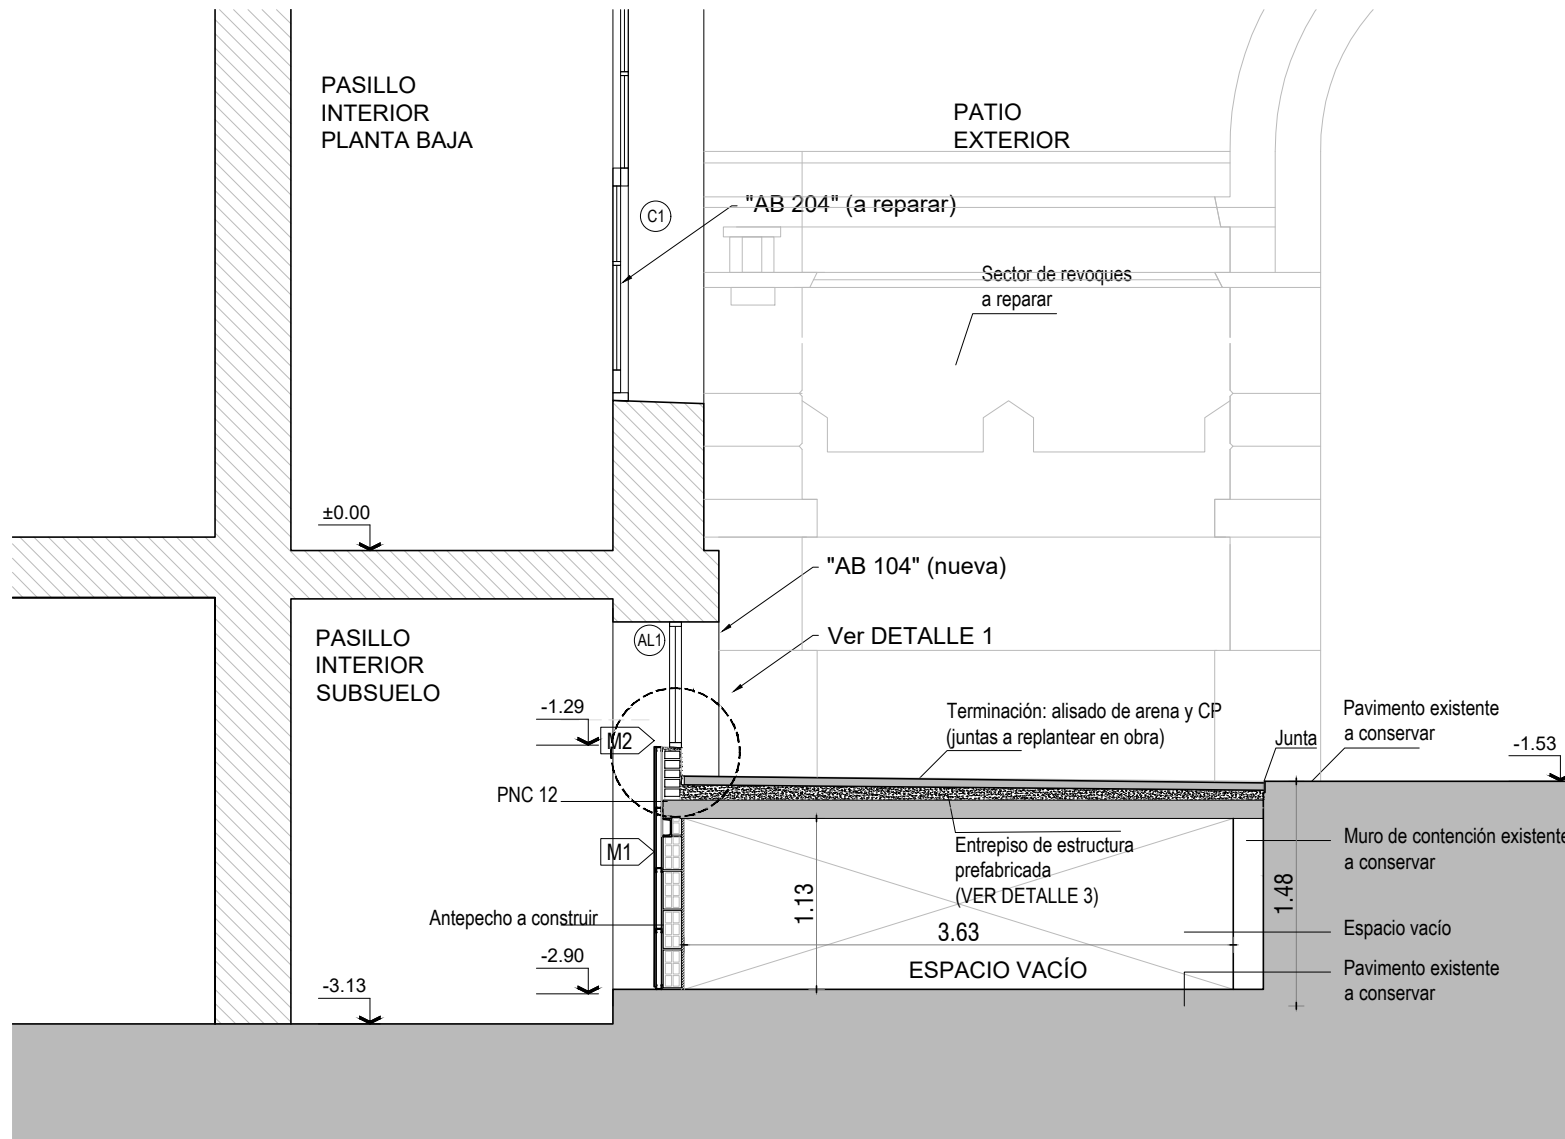 PASILLO
INTERIOR
PLANTA BAJA
PATIO
EXTERIOR
C1
"AB 204" (a reparar)
Sector de revoques
a reparar
±0.00
"AB 104" (nueva)
PASILLO
INTERIOR
SUBSUELO
AL1
Ver DETALLE 1
-1.29
M2
Terminación: alisado de arena y CP
(juntas a replantear en obra)
Junta
Pavimento existente
a conservar
-1.53
PNC 12
M1
Entrepiso de estructura
prefabricada
(VER DETALLE 3)
Muro de contención existente
a conservar
1.13
1.48
Antepecho a construir
3.63
Espacio vacío
-2.90
ESPACIO VACÍO
Pavimento existente
a conservar
-3.13